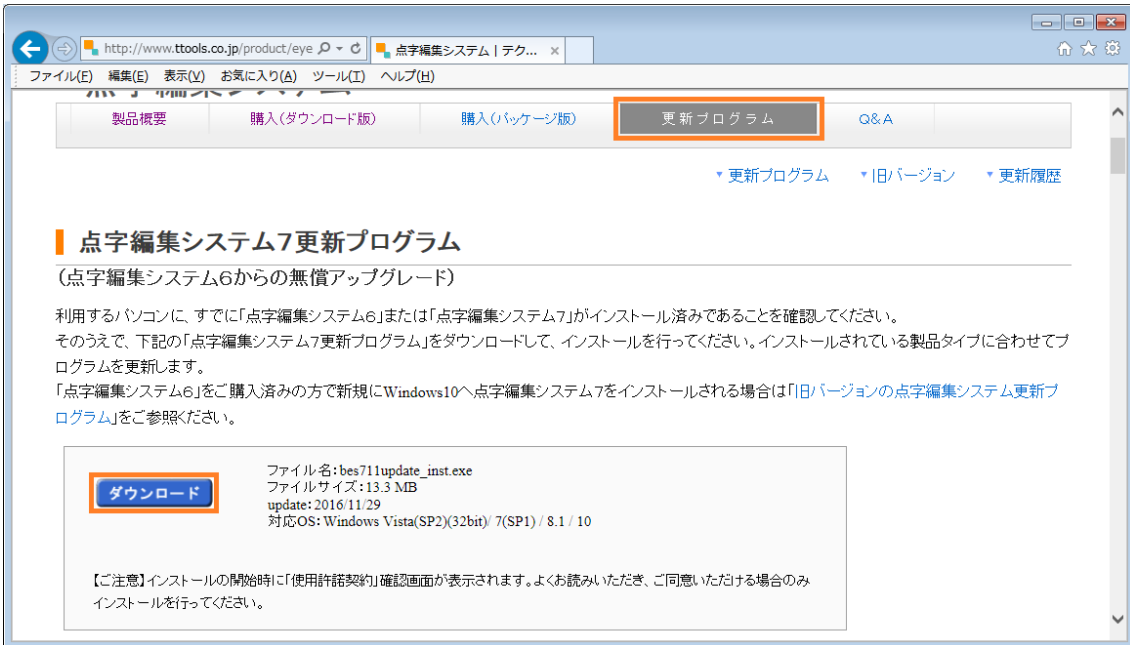 http://www.ttools.co.jp/product/eye
点字編集システム | テク... ×
ファイル(F) 編集(E) 表示(V) お気に入り(A) ツール(T) ヘルプ(H)
点字編集システム
製品概要 購入(ダウンロード版) 購入(パッケージ版) 更新プログラム Q&A
更新プログラム 旧バージョン 更新履歴
点字編集システム7更新プログラム
(点字編集システム6からの無償アップグレード)
利用するパソコンに、すでに「点字編集システム6」または「点字編集システム7」がインストール済みであることを確認してください。
そのうえで、下記の「点字編集システム7更新プログラム」をダウンロードして、インストールを行ってください。インストールされている製品タイプに合わせてプ
ログラムを更新します。
「点字編集システム6」をご購入済みの方で新規にWindows10へ点字編集システム7をインストールされる場合は「旧バージョンの点字編集システム更新プ
ログラム」をご参照ください。
ダウンロード
ファイル名:bes711update_inst.exe
ファイルサイズ:13.3 MB
update:2016/11/29
対応OS:Windows Vista(SP2)(32bit)/ 7(SP1) / 8.1 / 10
【ご注意】インストールの開始時に「使用許諾契約」確認画面が表示されます。よくお読みいただき、ご同意いただける場合のみ
インストールを行ってください。